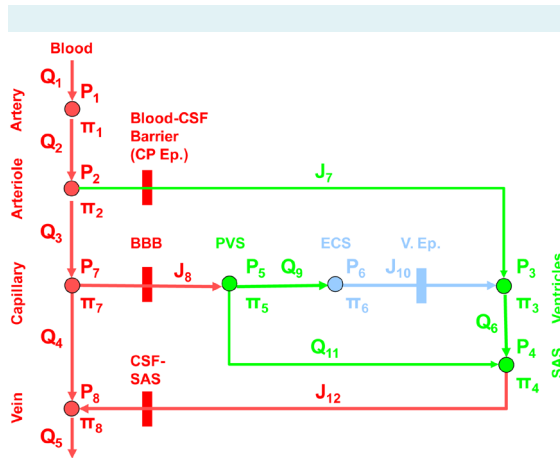 Blood
Q1
P1
π1
Artery
Blood-CSF
Barrier
(CP Ep.)
Q2
P2
π2
Arteriole
J7
Q3
BBB
PVS
ECS
V. Ep.
P7
π7
Capillary
J8
P5
π5
Q9
P6
π6
J10
P3
π3
Ventricles
Q4
Q11
Q6
P4
π4
SAS
CSF-
SAS
J12
P8
π8
Vein
Q5